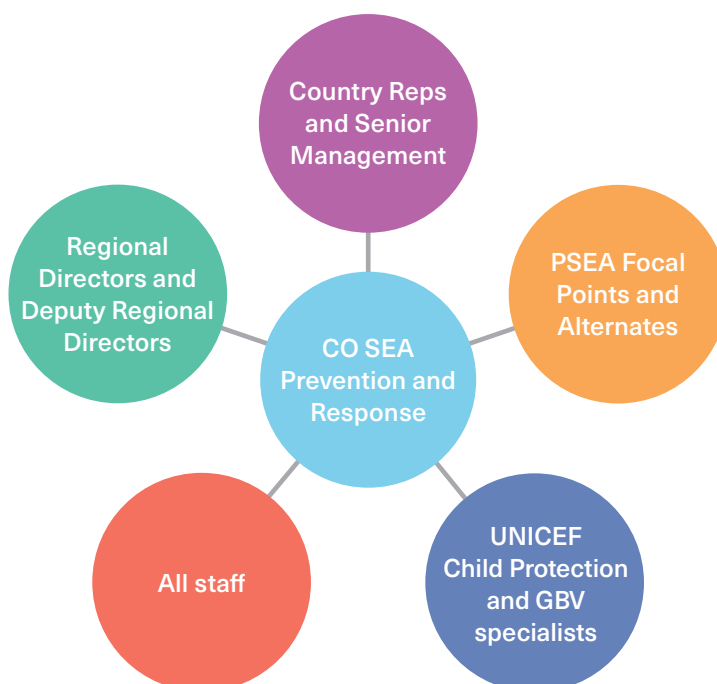 Country Reps
and Senior
Management
Regional
Directors and
Deputy Regional
Directors
PSEA Focal
Points and
Alternates
CO SEA
Prevention and
Response
All staff
UNICEF
Child Protection
and GBV
specialists